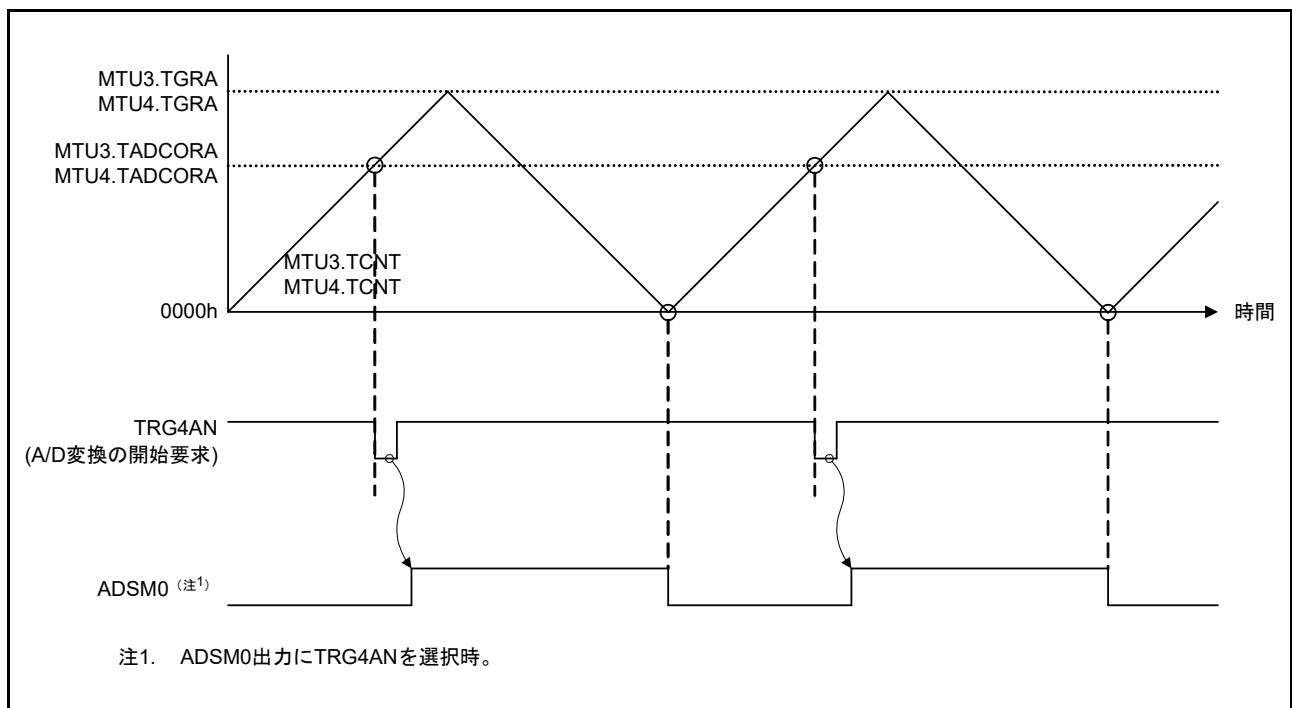 MTU3.TGRA
MTU4.TGRA
MTU3.TADCORA
MTU4.TADCORA
MTU3.TCNT
MTU4.TCNT
0000h
時間
TRG4AN
(A/D変換の開始要求)
ADSM0（注1）
注1. ADSM0出力にTRG4ANを選択時。